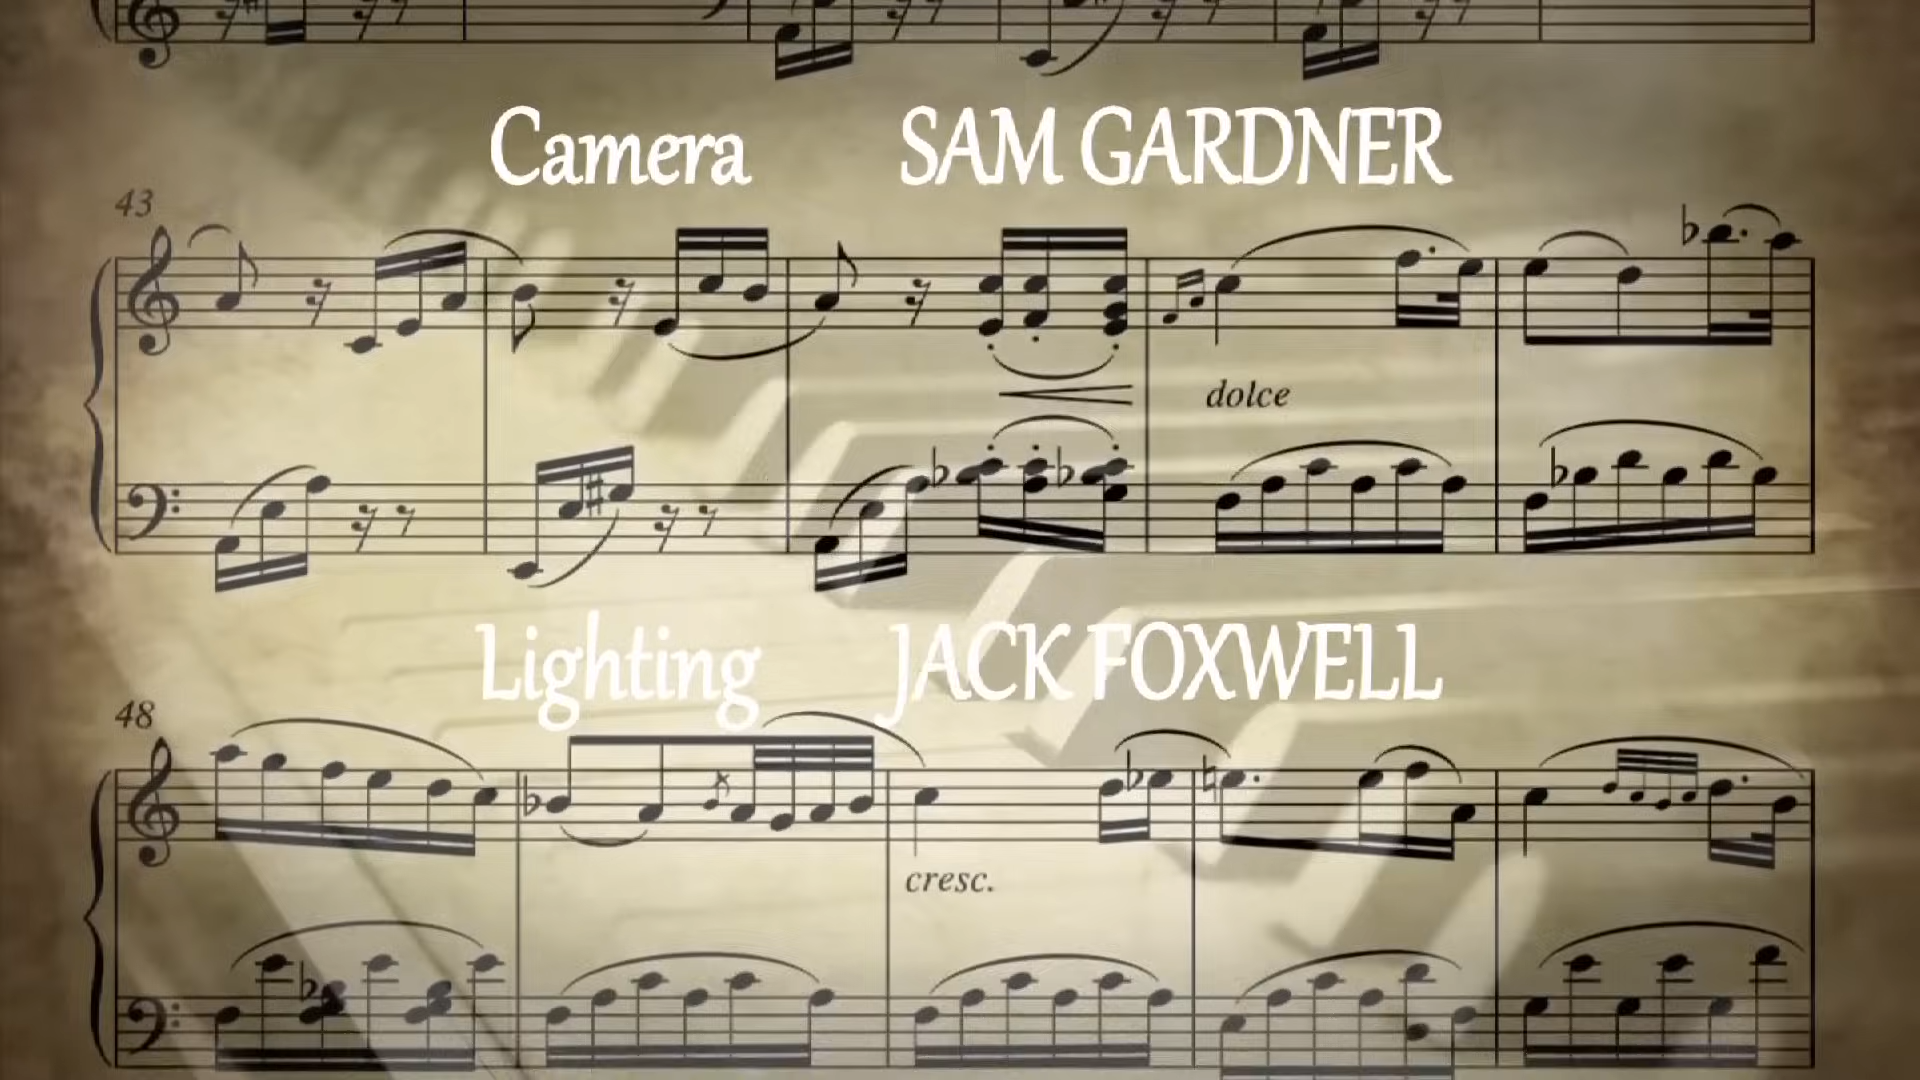 Camera SAM GARDNER
43
dolce
Lighting JACK FOXWELL
48
cresc.